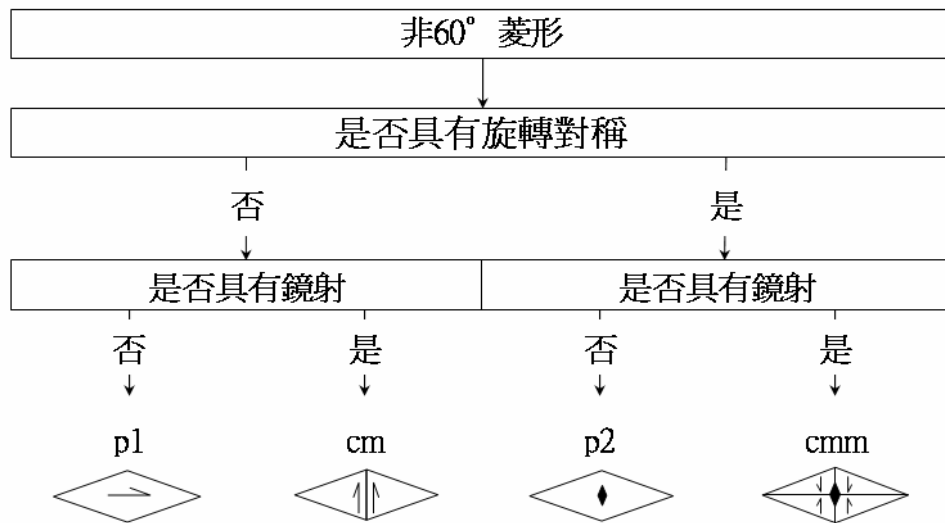 非60°菱形
是否具有旋轉對稱
否 是
是否具有鏡射 是否具有鏡射
否 是 否 是
p1 cm p2 cmm